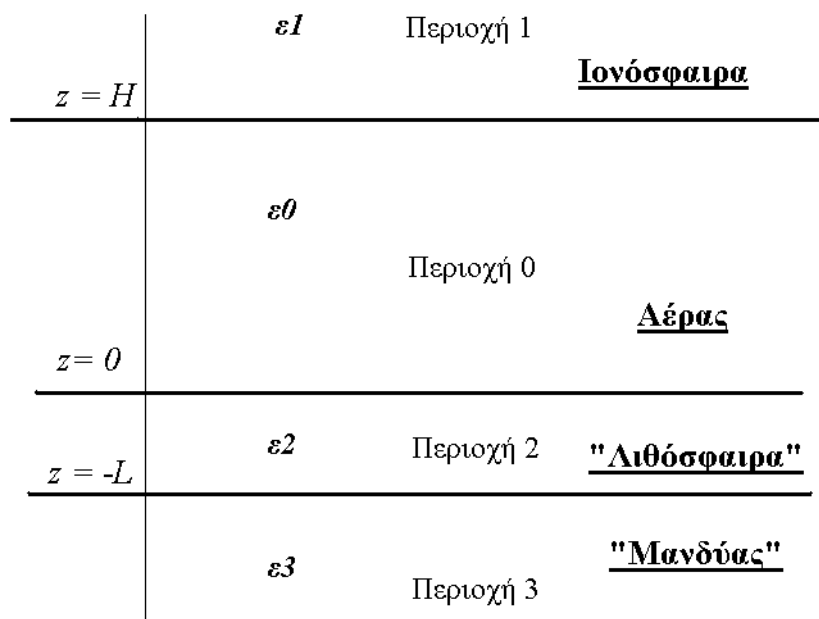 ε1 Περιοχή 1
Ιονόσφαιρα
z = H
ε0
Περιοχή 0
Αέρας
z= 0
ε2 Περιοχή 2 "Λιθόσφαιρα"
z = -L
"Μανδύας"
ε3 Περιοχή 3